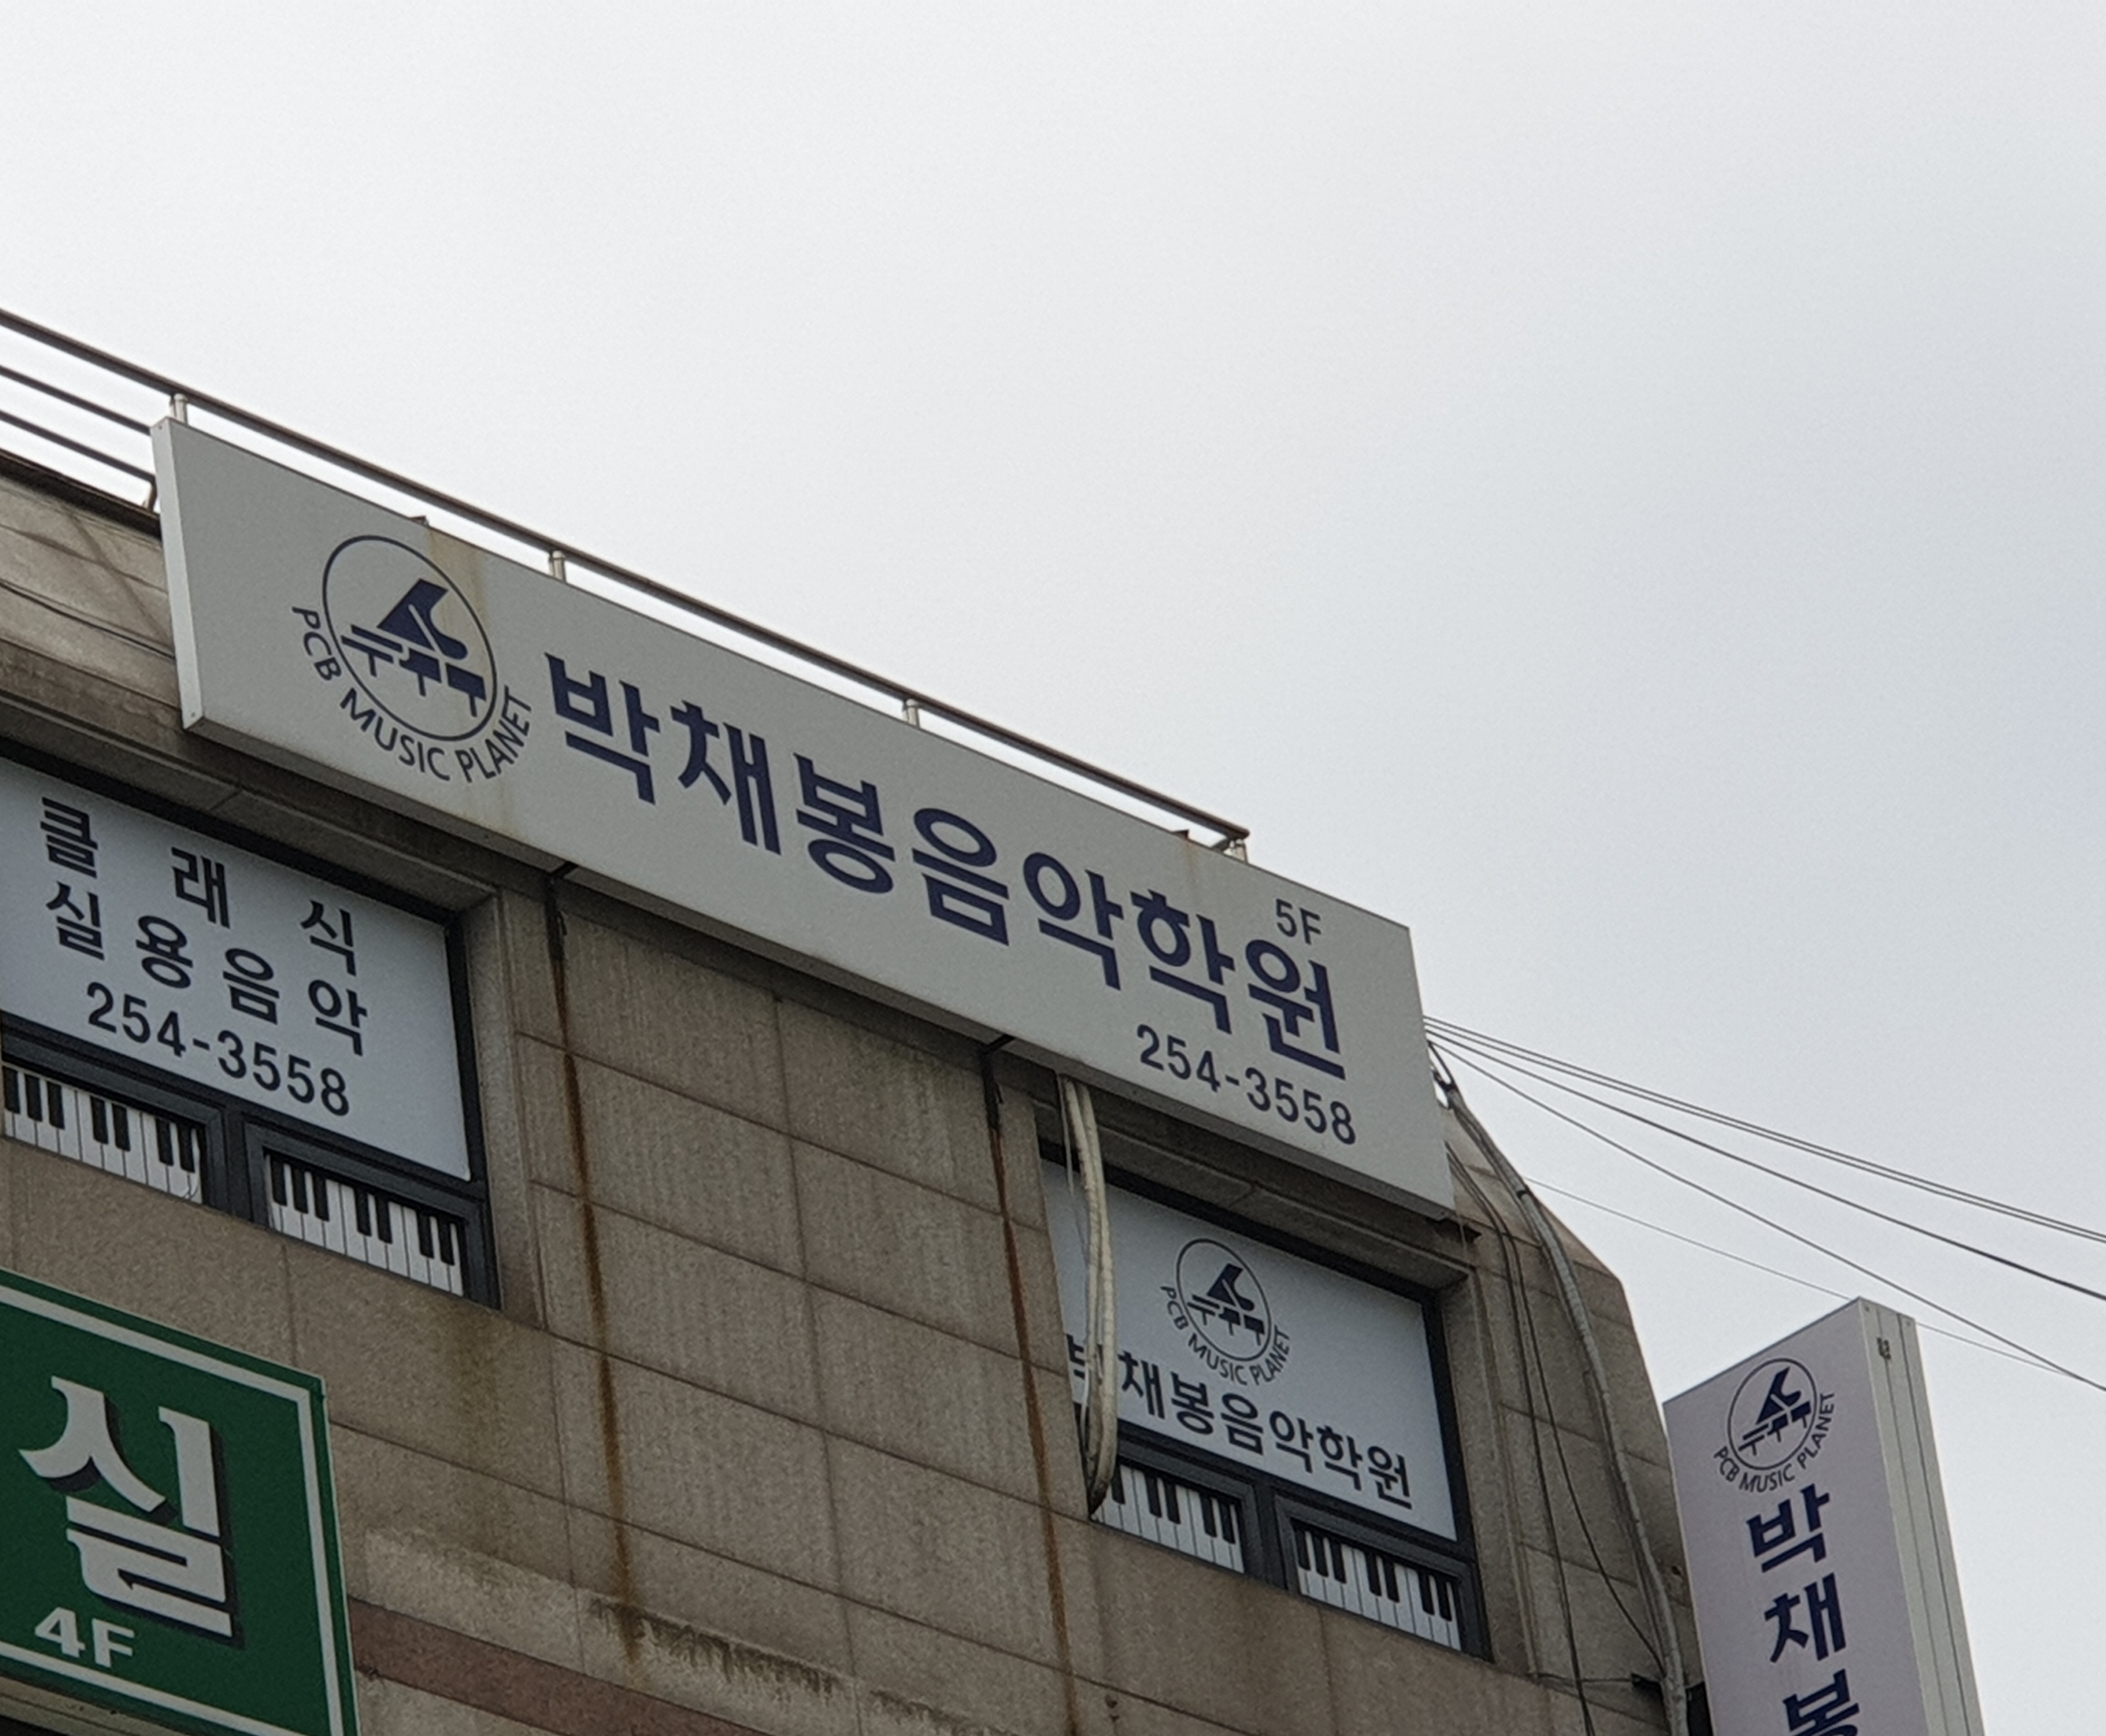 PCB MUSIC PLANET
박채봉음악학원
5F
254-3558
클래식
실용음악
254-3558
PCB MUSIC PLANET
박채봉음악학원
실
4F
PCB MUSIC PLANET
박채봉